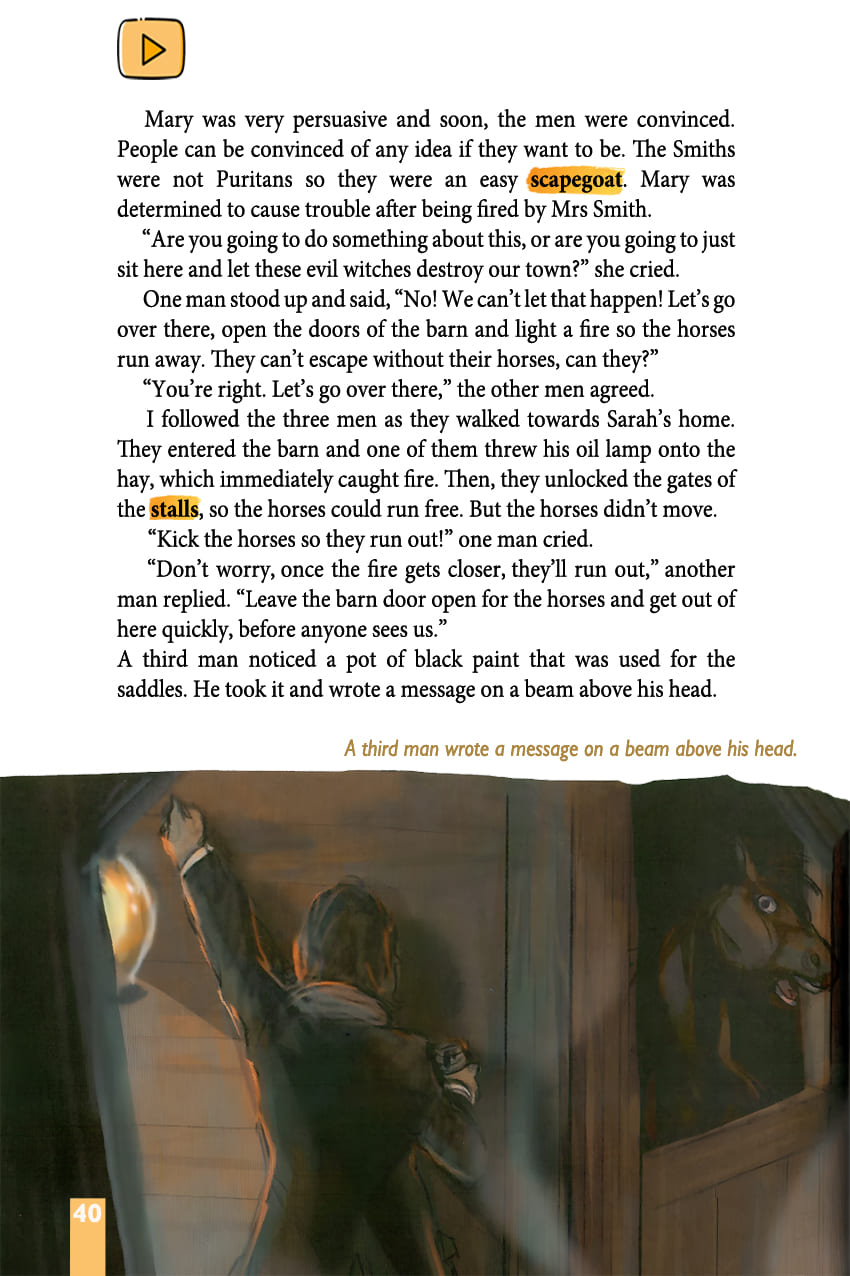 Mary was very persuasive and soon, the men were convinced.
People can be convinced of any idea if they want to be. The Smiths
were not Puritans so they were an easy scapegoat. Mary was
determined to cause trouble after being fired by Mrs Smith.
“Are you going to do something about this, or are you going to just
sit here and let these evil witches destroy our town?” she cried.
One man stood up and said, “No! We can’t let that happen! Let’s go
over there, open the doors of the barn and light a fire so the horses
run away. They can’t escape without their horses, can they?”
“You’re right. Let’s go over there,” the other men agreed.
I followed the three men as they walked towards Sarah’s home.
They entered the barn and one of them threw his oil lamp onto the
hay, which immediately caught fire. Then, they unlocked the gates of
the stalls, so the horses could run free. But the horses didn’t move.
“Kick the horses so they run out!” one man cried.
“Don’t worry, once the fire gets closer, they’ll run out,” another
man replied. “Leave the barn door open for the horses and get out of
here quickly, before anyone sees us.”
A third man noticed a pot of black paint that was used for the
saddles. He took it and wrote a message on a beam above his head.
A third man wrote a message on a beam above his head.
40